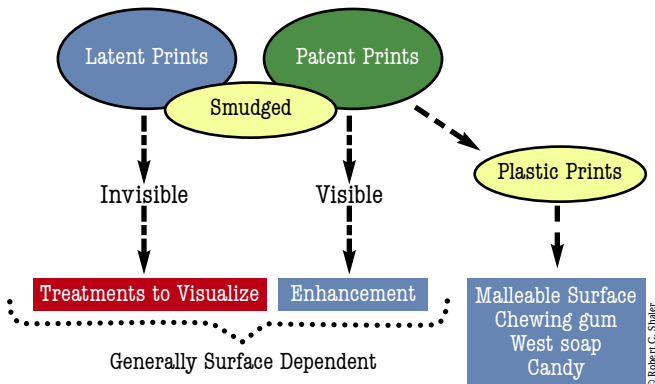 Latent Prints
Patent Prints
Smudged
Plastic Prints
Invisible
Visible
Treatments to Visualize
Enhancement
Malleable Surface
Chewing gum
West soap
Candy
Generally Surface Dependent
© Robert C. Shaler